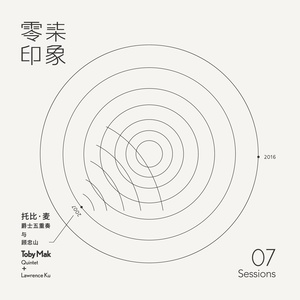 零柒
印象
2016
2007
托比·麦
爵士五重奏
与
顾忠山
Toby Mak
Quintet
+
Lawrence Ku
07
Sessions